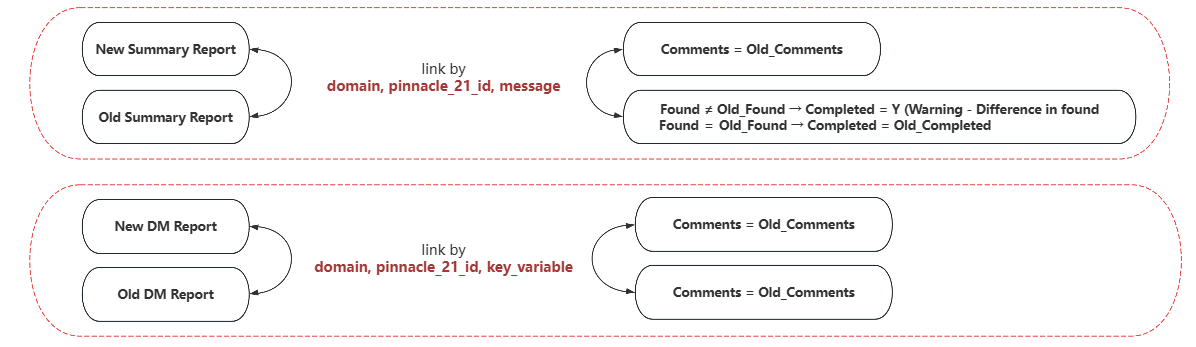 New Summary Report
Old Summary Report
link by
domain, pinnacle_21_id, message
Comments = Old_Comments
Found ≠ Old_Found → Completed = Y (Warning - Difference in found
Found = Old_Found → Completed = Old_Completed
New DM Report
Old DM Report
link by
domain, pinnacle_21_id, key_variable
Comments = Old_Comments
Comments = Old_Comments